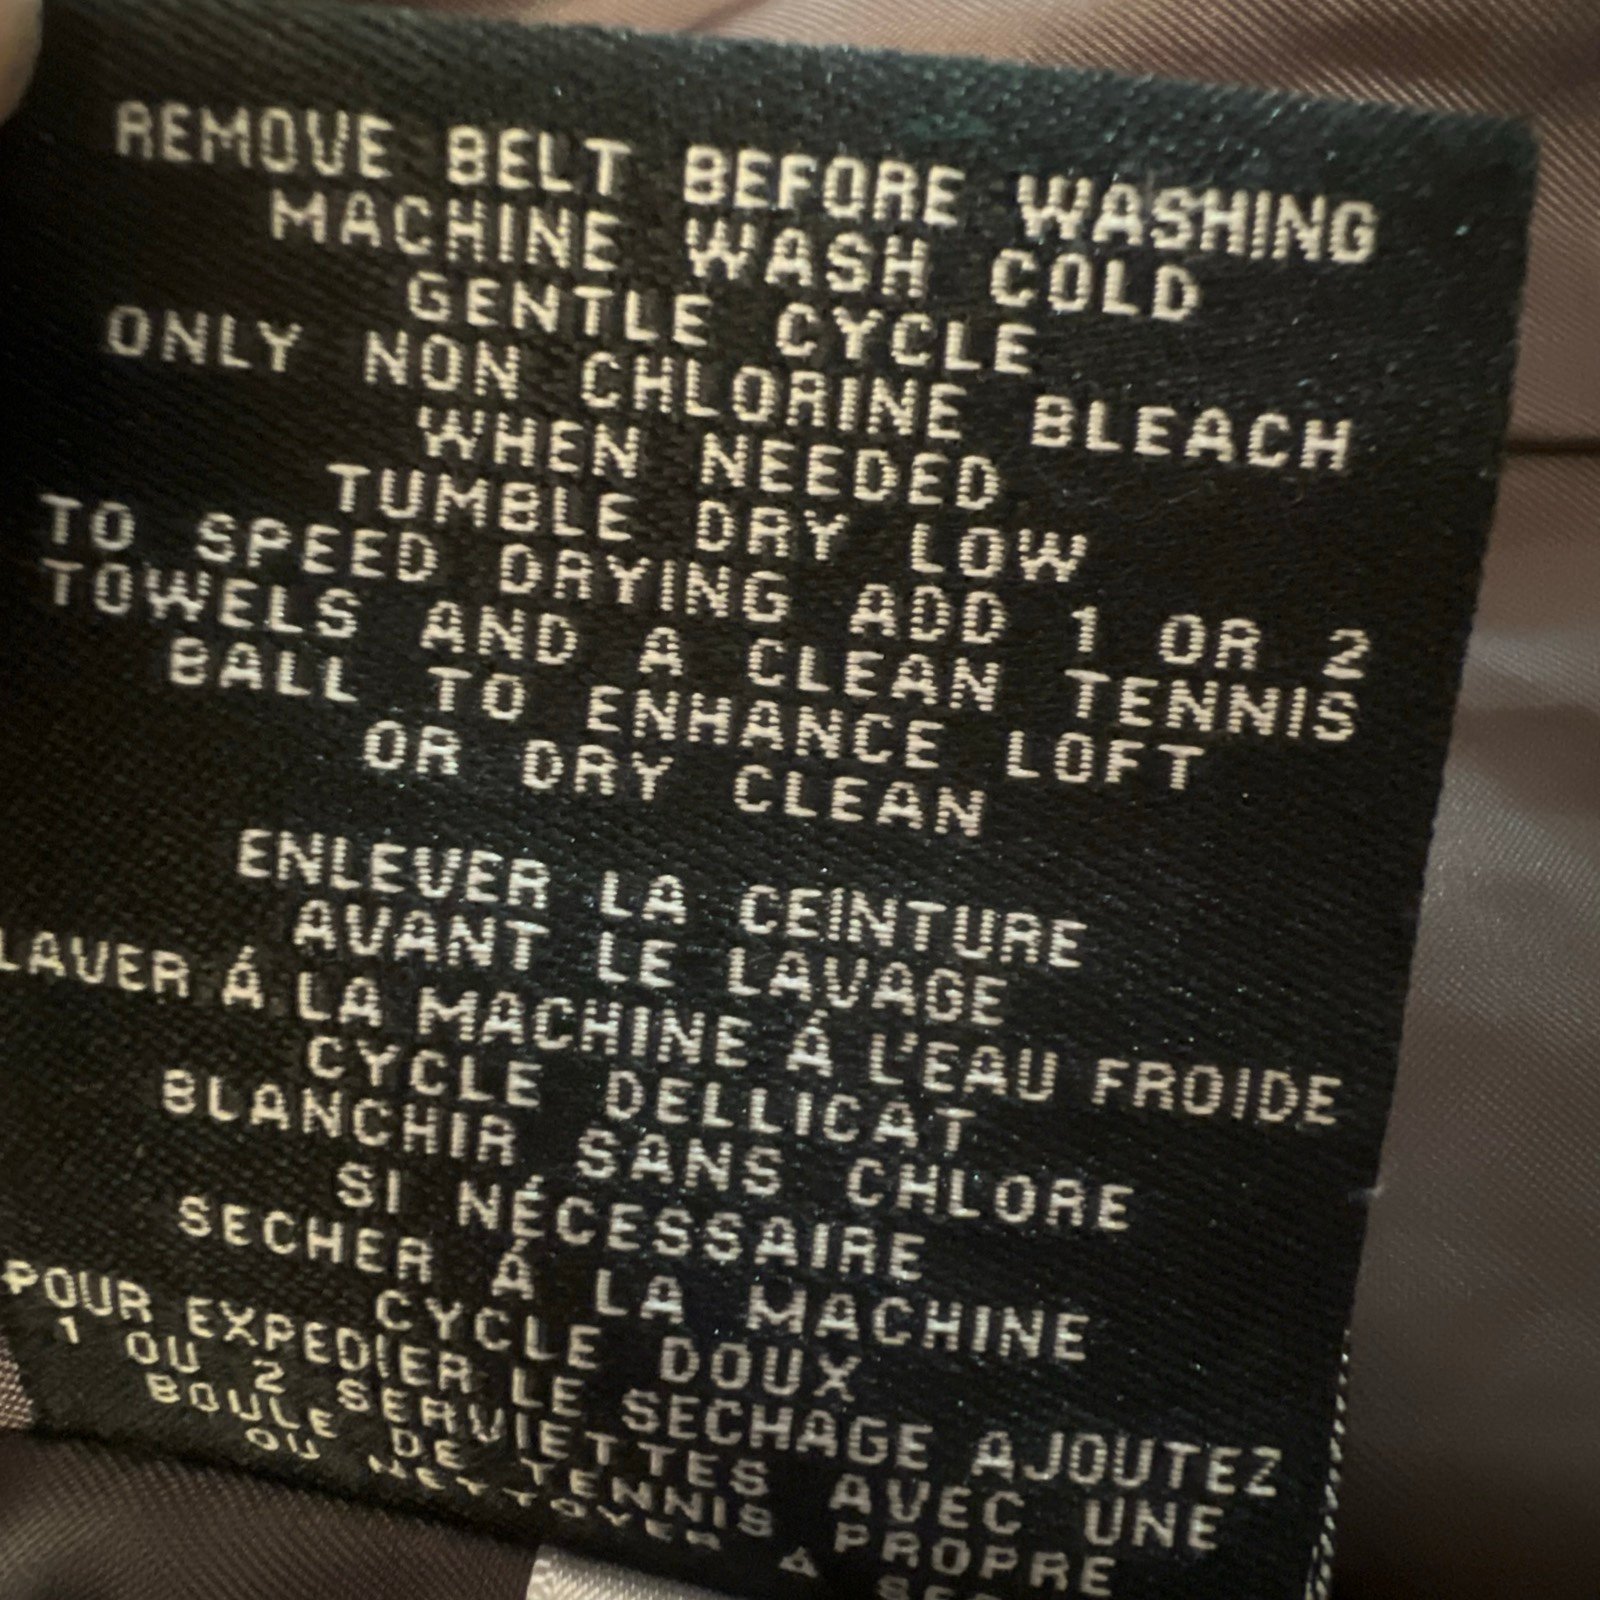 REMOVE BELT BEFORE WASHING
MACHINE WASH COLD
GENTLE CYCLE
ONLY NON CHLORINE BLEACH
WHEN NEEDED
TUMBLE DRY LOW
TO SPEED DRYING ADD 1 OR 2
TOWELS AND A CLEAN TENNIS
BALL TO ENHANCE LOFT
OR DRY CLEAN
ENLEVER LA CEINTURE
AVANT LE LAVAGE
LAVER Á LA MACHINE Á L'EAU FROIDE
CYCLE DELLICAT
BLANCHIR SANS CHLORE
SI NÉCESSAIRE
SECHER Á LA MACHINE
CYCLE DOUX
POUR EXPEDIER LE SECHAGE AJOUTEZ
1 OU 2 SERVIETTES AVEC UNE
BOULE DE TENNIS PROPRE
OU NETTOYER A